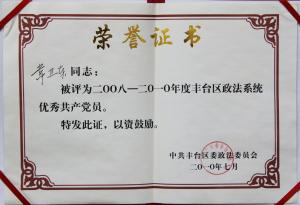 荣誉证书
同志：
被评为二〇〇八—二〇一〇年度丰台区政法系统
优秀共产党员。
特发此证，以资鼓励。
中共丰台区委政法委员会
二〇一〇年七月